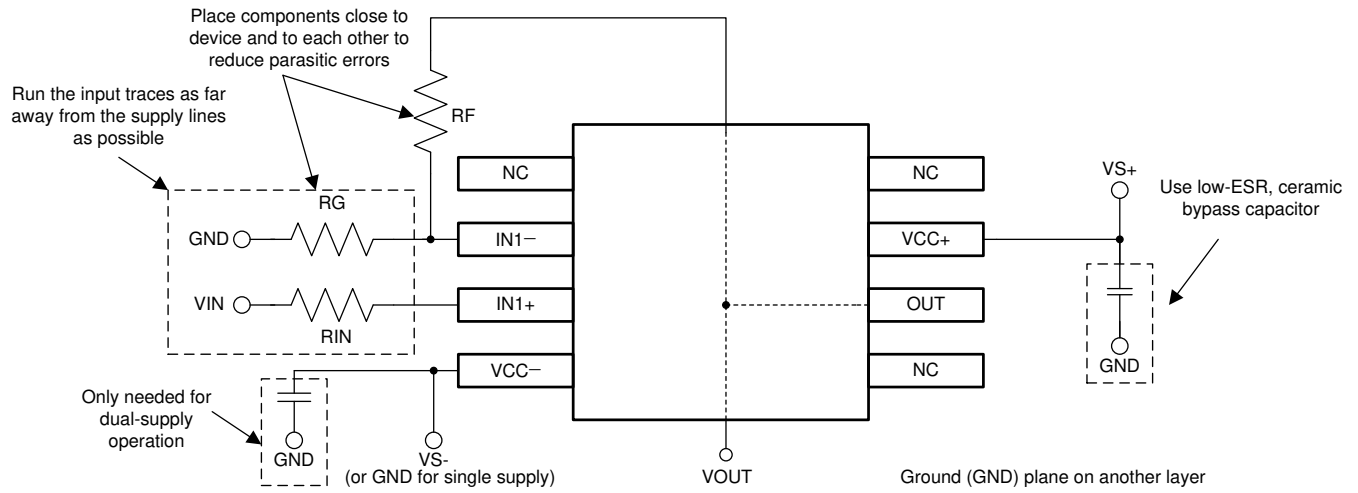 Place components close to
device and to each other to
reduce parasitic errors
Run the input traces as far
away from the supply lines
as possible
RF
NC
NC
VS+
Use low-ESR, ceramic
bypass capacitor
RG
GND
IN1−
VCC+
VIN
IN1+
OUT
RIN
GND
VCC−
NC
Only needed for
dual-supply
operation
GND
VS-
(or GND for single supply)
VOUT
Ground (GND) plane on another layer